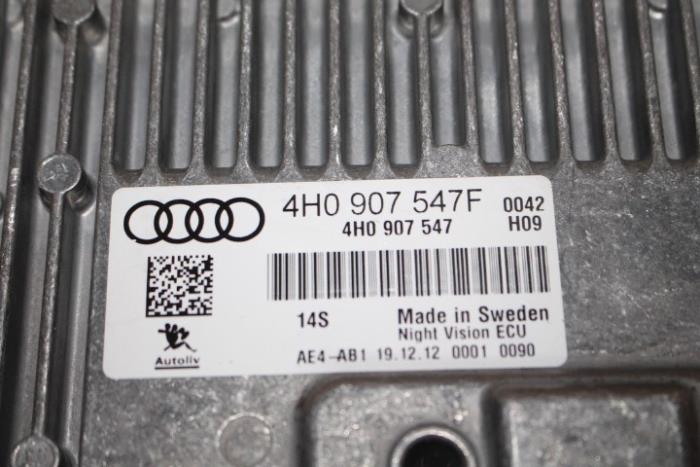 4H0 907 547F 0042
4H0 907 547 H09
14S Made in Sweden
Night Vision ECU
Autoliv AE4-AB1 19.12.12 0001 0090